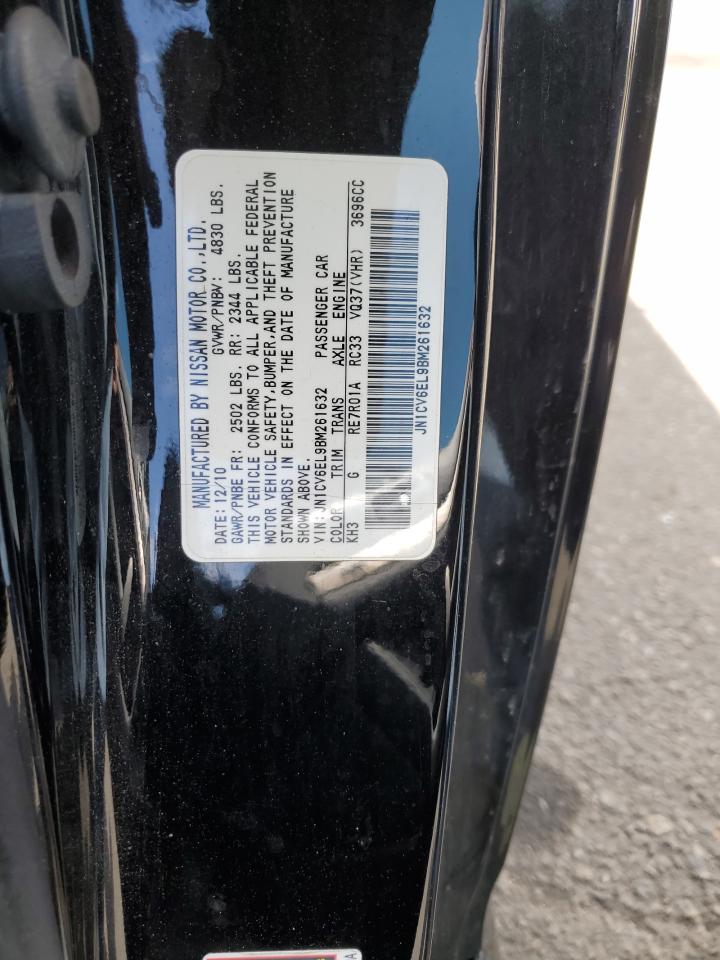 MANUFACTURED BY NISSAN MOTOR CO.,LTD.
DATE: 12/10 GVWR/PNBV: 4830 LBS.
GAWR/PNBE FR: 2502 LBS. RR: 2344 LBS.
THIS VEHICLE CONFORMS TO ALL APPLICABLE FEDERAL
MOTOR VEHICLE SAFETY,BUMPER,AND THEFT PREVENTION
STANDARDS IN EFFECT ON THE DATE OF MANUFACTURE
SHOWN ABOVE.
VIN:JN1CV6EL9BM261632 PASSENGER CAR
COLOR TRIM TRANS AXLE ENGINE
KH3 G RE7R01A RC33 VQ37(VHR) 3696CC
JN1CV6EL9BM261632
A